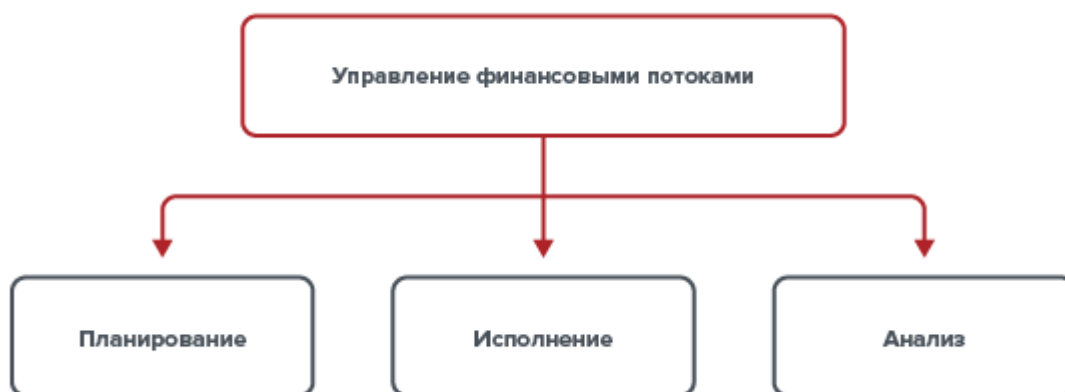 Управление финансовыми потоками
Планирование
Исполнение
Анализ